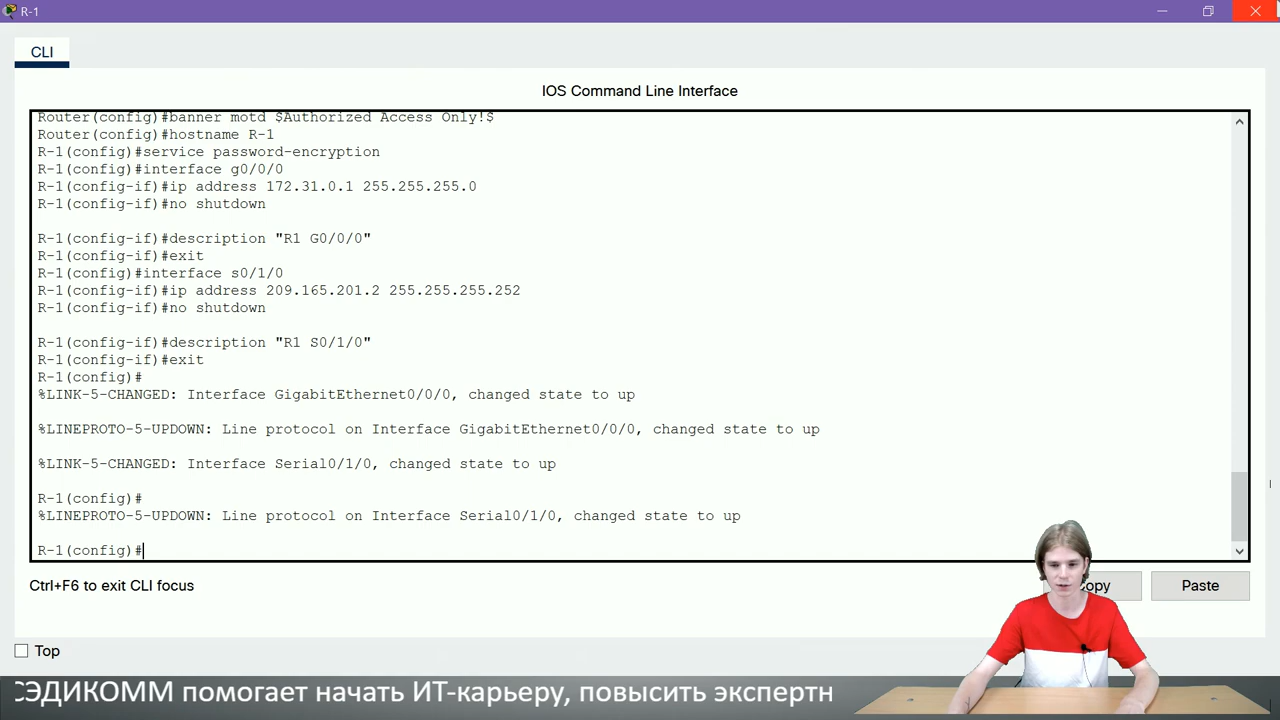 R-1
CLI
IOS Command Line Interface
Router(config)#banner motd $Authorized Access Only!$
Router(config)#hostname R-1
R-1(config)#service password-encryption
R-1(config)#interface g0/0/0
R-1(config-if)#ip address 172.31.0.1 255.255.255.0
R-1(config-if)#no shutdown
R-1(config-if)#description "R1 G0/0/0"
R-1(config-if)#exit
R-1(config)#interface s0/1/0
R-1(config-if)#ip address 209.165.201.2 255.255.255.252
R-1(config-if)#no shutdown
R-1(config-if)#description "R1 S0/1/0"
R-1(config-if)#exit
R-1(config)#
%LINK-5-CHANGED: Interface GigabitEthernet0/0/0, changed state to up
%LINEPROTO-5-UPDOWN: Line protocol on Interface GigabitEthernet0/0/0, changed state to up
%LINK-5-CHANGED: Interface Serial0/1/0, changed state to up
R-1(config)#
%LINEPROTO-5-UPDOWN: Line protocol on Interface Serial0/1/0, changed state to up
R-1(config)#
Ctrl+F6 to exit CLI focus
opy Paste
Top
СЭДИКОММ помогает начать ИТ-карьеру, повысить экспертн